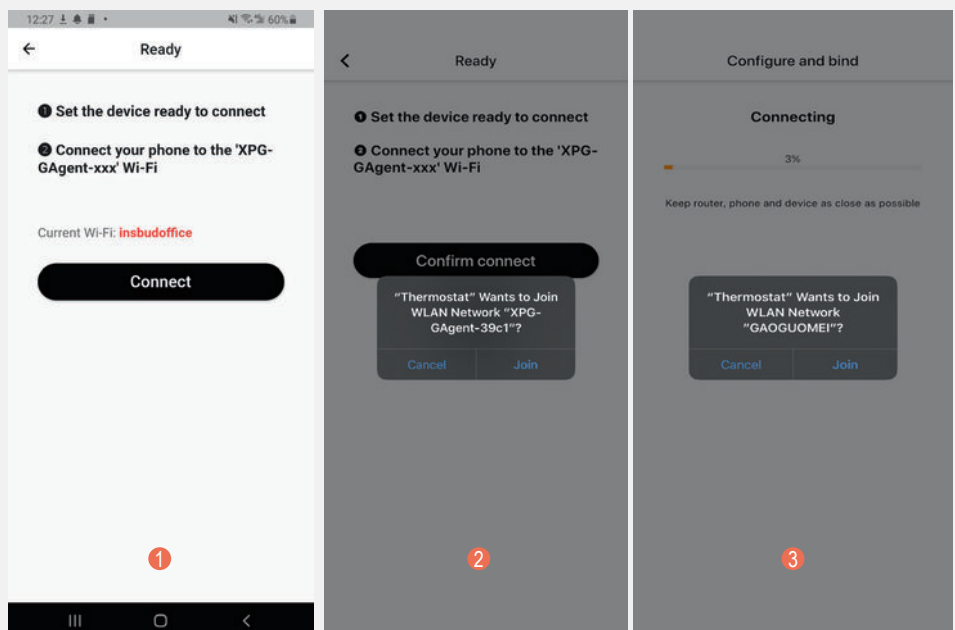 12:27
60%
Ready
❶ Set the device ready to connect
❷ Connect your phone to the 'XPG-
GAgent-xxx' Wi-Fi
Current Wi-Fi: insbudoffice
Connect
1
Ready
❶ Set the device ready to connect
❷ Connect your phone to the 'XPG-
GAgent-xxx' Wi-Fi
Confirm connect
"Thermostat" Wants to Join
WLAN Network "XPG-
GAgent-39c1"?
Cancel
Join
2
Configure and bind
Connecting
3%
Keep router, phone and device as close as possible
"Thermostat" Wants to Join
WLAN Network
"GAOGUOMEI"?
Cancel
Join
3